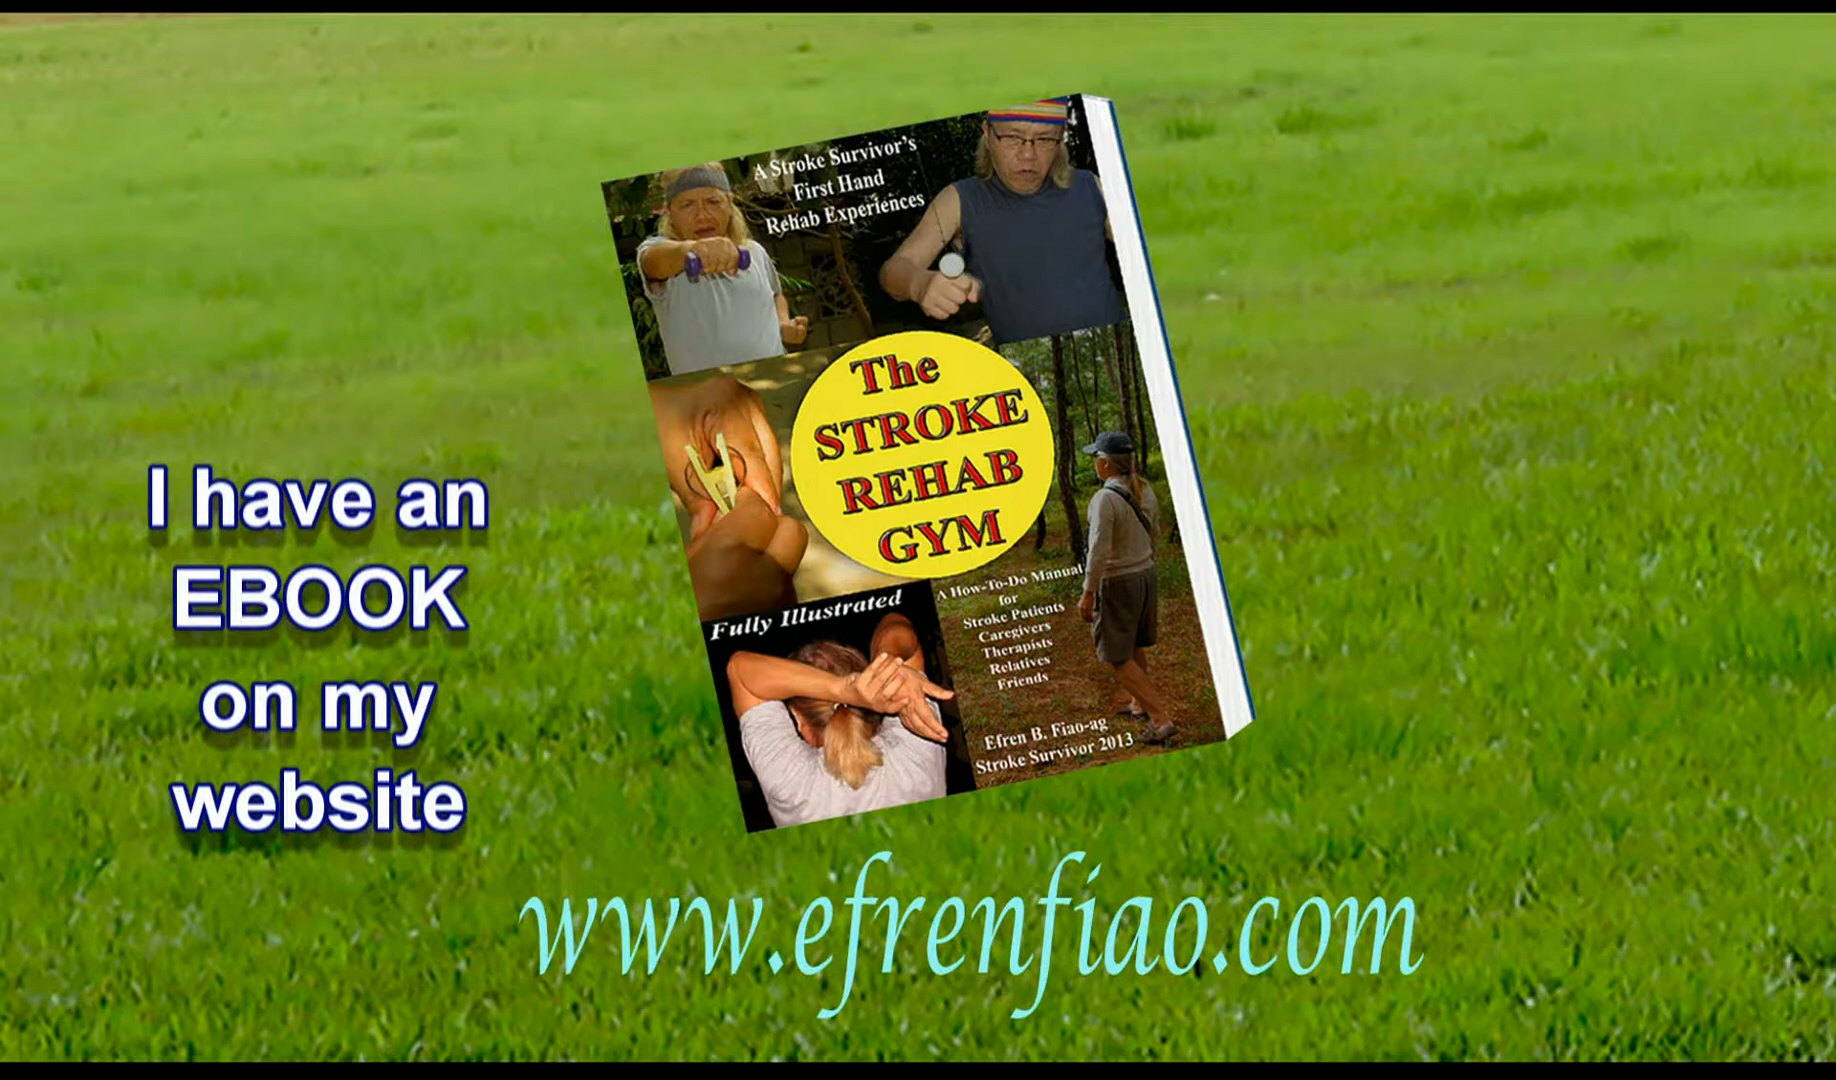 I have an
EBOOK
on my
website
A Stroke Survivor's
First Hand
Rehab Experiences
The
STROKE
REHAB
GYM
Fully Illustrated
A How-To-Do Manual
for
Stroke Patients
Caregivers
Therapists
Relatives
Friends
Efren B. Fiao-ag
Stroke Survivor 2013
www.efrenfiao.com